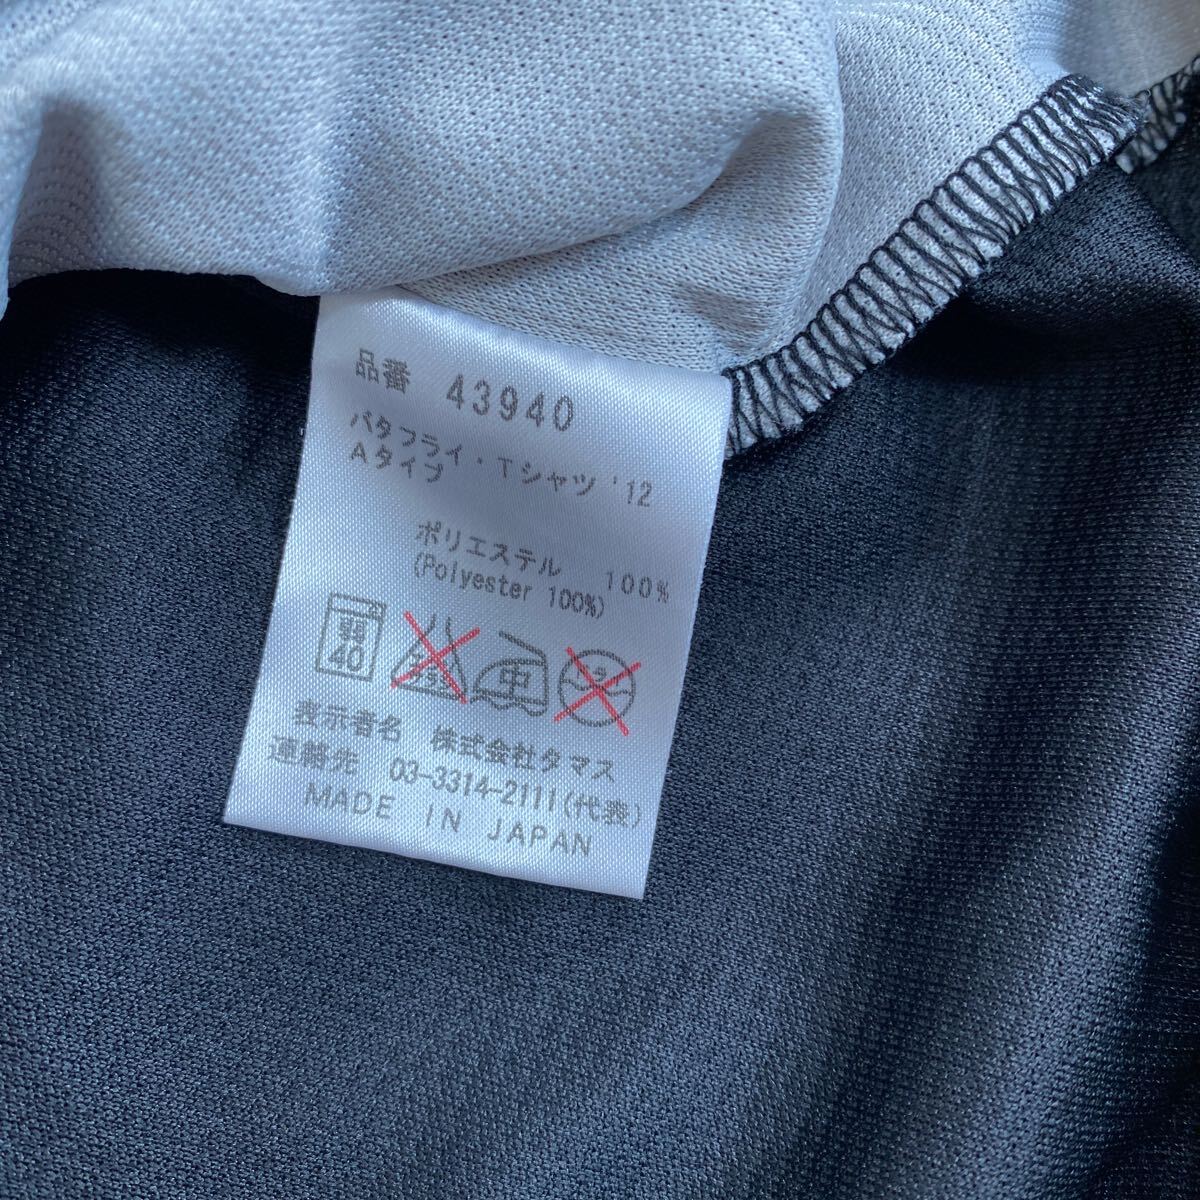 品番 43940
バタフライ・Tシャツ '12
Aタイプ
ポリエステル 100%
(Polyester 100%)
弱 40
中
表示者名 株式会社タマス
連絡先 03-3314-2111(代表)
MADE IN JAPAN